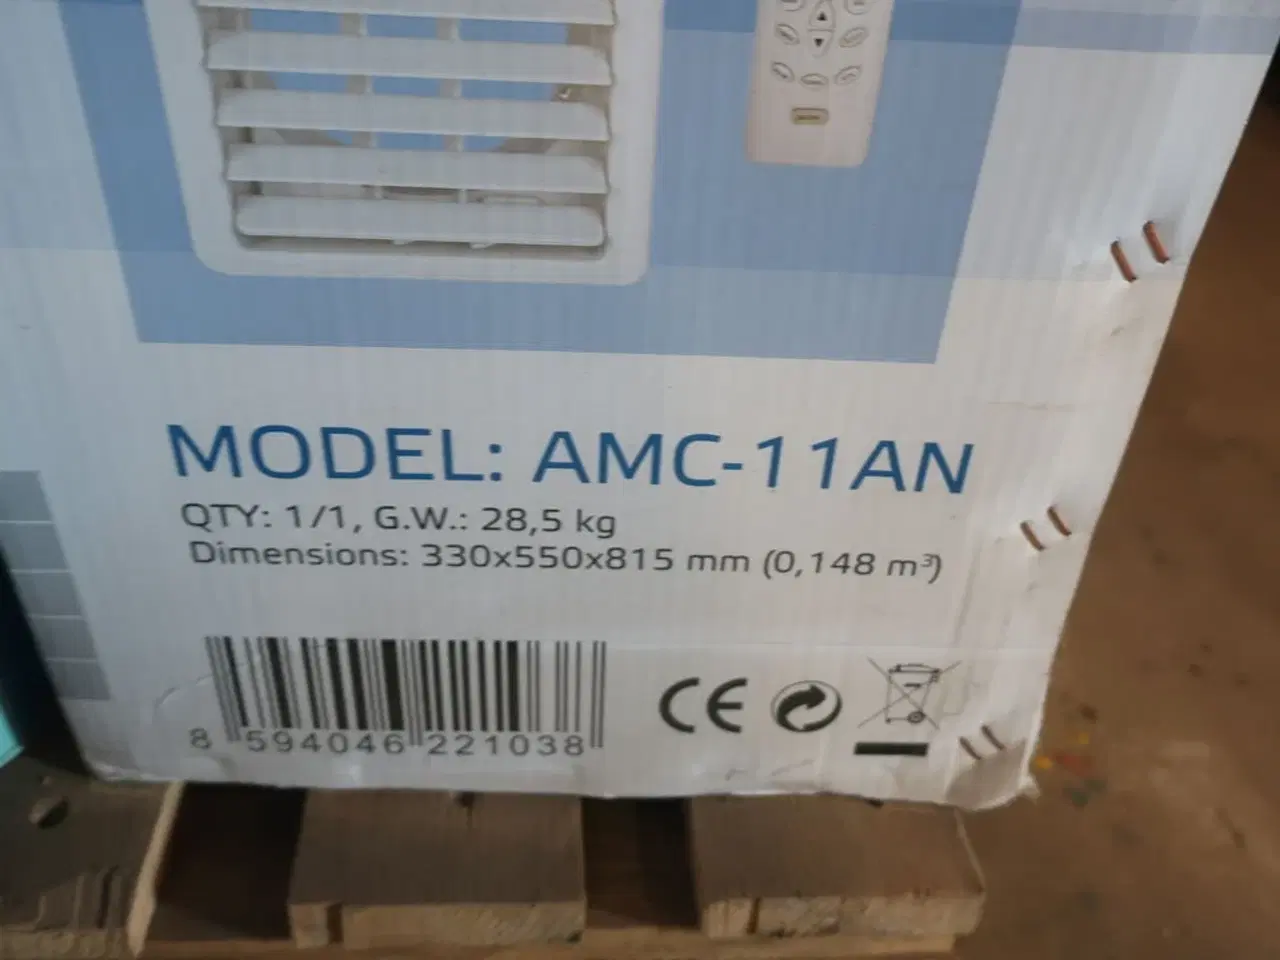 MODEL: AMC-11AN
QTY: 1/1, G.W.: 28,5 kg
Dimensions: 330x550x815 mm (0,148 m³)
8 594046 221038
CE